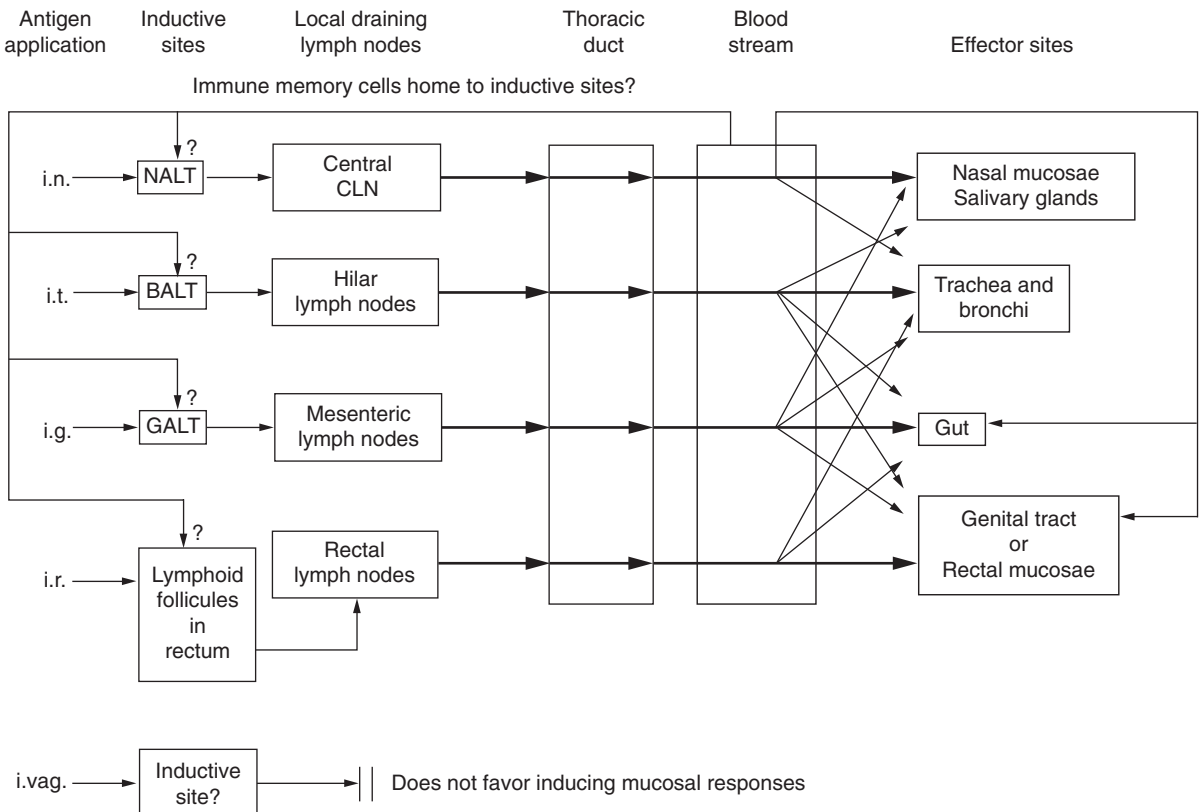 Antigen
application
Inductive
sites
Local draining
lymph nodes
Thoracic
duct
Blood
stream
Effector sites
Immune memory cells home to inductive sites?
?
i.n.
NALT
Central
CLN
Nasal mucosae
Salivary glands
?
i.t.
BALT
Hilar
lymph nodes
Trachea and
bronchi
?
i.g.
GALT
Mesenteric
lymph nodes
Gut
?
i.r.
Lymphoid
follicules
in
rectum
Rectal
lymph nodes
Genital tract
or
Rectal mucosae
i.vag.
Inductive
site?
Does not favor inducing mucosal responses